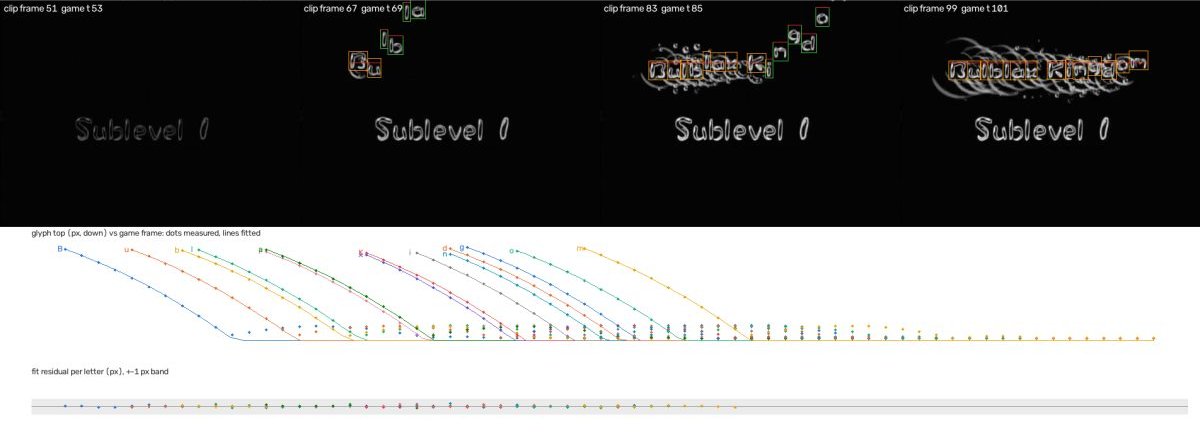 clip frame 51 game t 53
clip frame 67 game t 69
clip frame 83 game t 85
clip frame 99 game t 101
l a
l b
B u
Bulblax Ki
n g d o
Bulblax Kingdom
Sublevel 1
Sublevel 1
Sublevel 1
Sublevel 1
glyph top (px, down) vs game frame: dots measured, lines fitted
B u b l K i d n g o m
fit residual per letter (px), +-1 px band